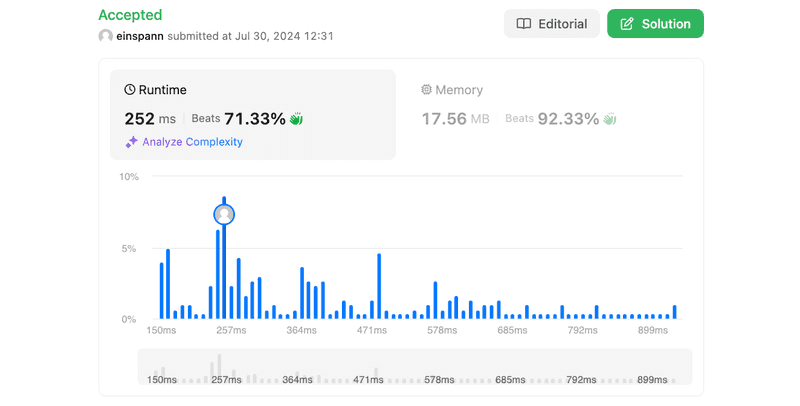 Accepted
einspann submitted at Jul 30, 2024 12:31
Editorial
Solution
Runtime
252 ms Beats 71.33%
Analyze Complexity
Memory
17.56 MB Beats 92.33%
10%
5%
0%
150ms 257ms 364ms 471ms 578ms 685ms 792ms 899ms
150ms 257ms 364ms 471ms 578ms 685ms 792ms 899ms